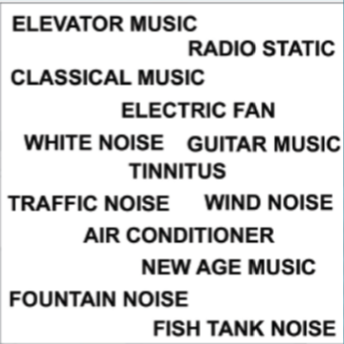 ELEVATOR MUSIC
RADIO STATIC
CLASSICAL MUSIC
ELECTRIC FAN
WHITE NOISE GUITAR MUSIC
TINNITUS
TRAFFIC NOISE WIND NOISE
AIR CONDITIONER
NEW AGE MUSIC
FOUNTAIN NOISE
FISH TANK NOISE